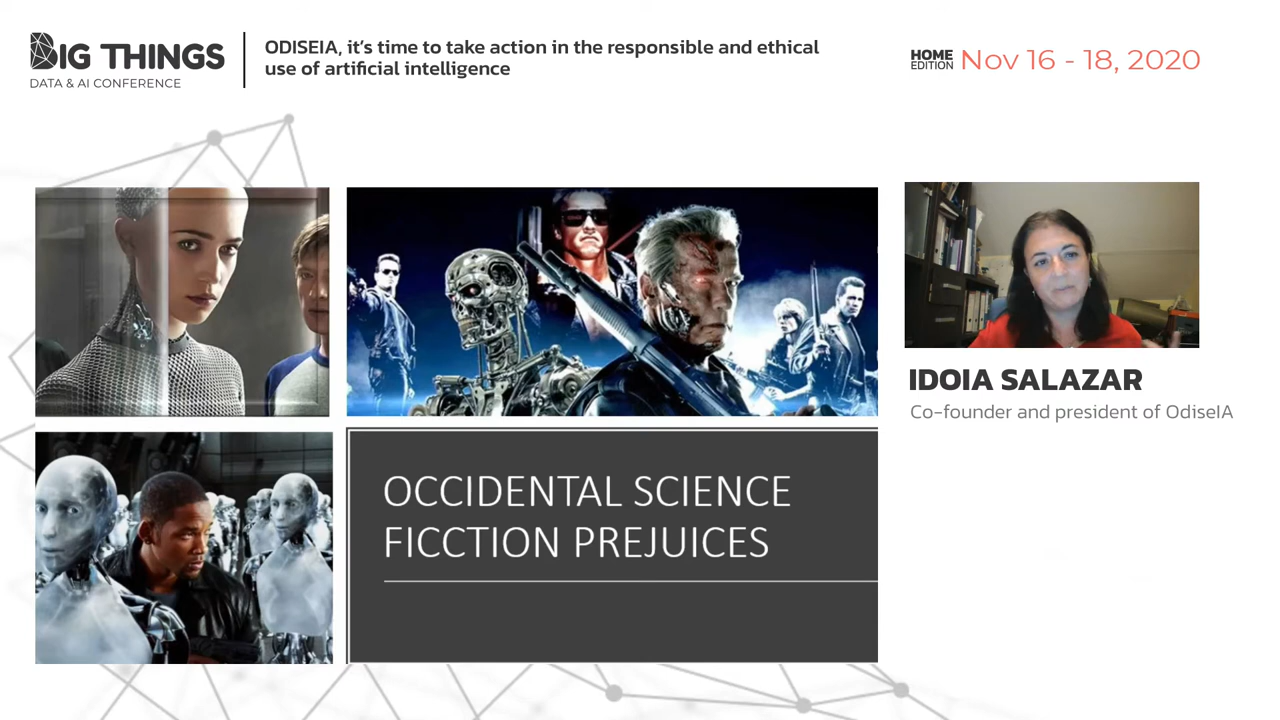 BIG THINGS
DATA & AI CONFERENCE
ODISEIA, it's time to take action in the responsible and ethical
use of artificial intelligence
HOME
EDITION
Nov 16 - 18, 2020
IDOIA SALAZAR
Co-founder and president of OdiseIA
OCCIDENTAL SCIENCE
FICCTION PREJUICES